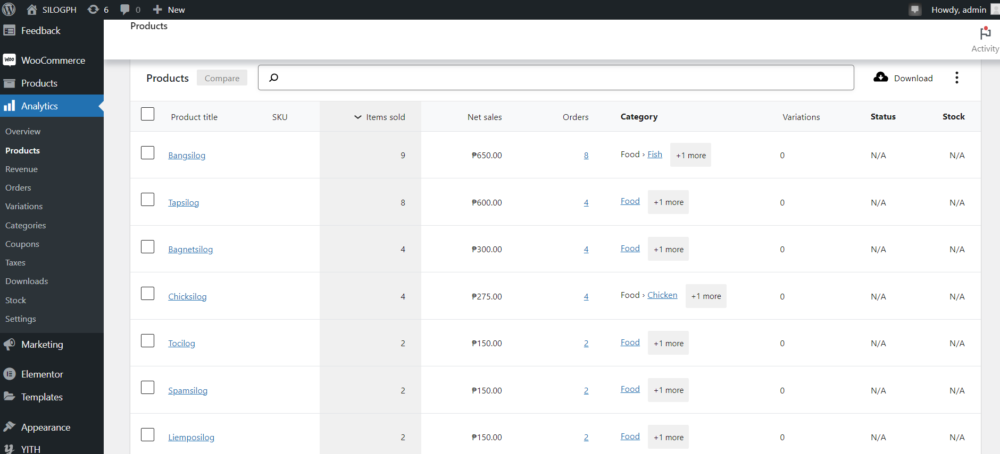 SILOGPH 6 0 New Howdy, admin
Feedback
WooCommerce
Products
Analytics
Overview
Products
Revenue
Orders
Variations
Categories
Coupons
Taxes
Downloads
Stock
Settings
Marketing
Elementor
Templates
Appearance
YITH
Products
Activity
Products Compare Download
Product title SKU Items sold Net sales Orders Category Variations Status Stock
Bangsilog 9 ₱650.00 8 Food › Fish +1 more 0 N/A N/A
Tapsilog 8 ₱600.00 4 Food +1 more 0 N/A N/A
Bagnetsilog 4 ₱300.00 4 Food +1 more 0 N/A N/A
Chicksilog 4 ₱275.00 4 Food › Chicken +1 more 0 N/A N/A
Tocilog 2 ₱150.00 2 Food +1 more 0 N/A N/A
Spamsilog 2 ₱150.00 2 Food +1 more 0 N/A N/A
Liemposilog 2 ₱150.00 2 Food +1 more 0 N/A N/A